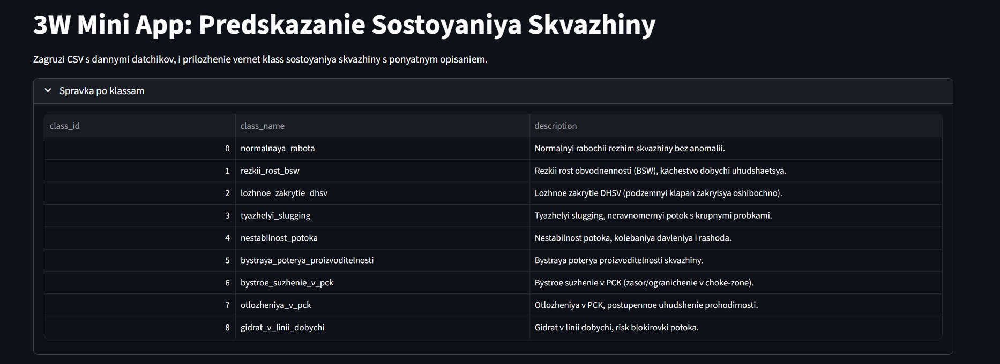 3W Mini App: Predskazanie Sostoyaniya Skvazhiny
Zagruzi CSV s dannymi datchikov, i prilozhenie vernet klass sostoyaniya skvazhiny s ponyatnym opisaniem.
Spravka po klassam
class_id class_name description
0 normalnaya_rabota Normalnyi rabochii rezhim skvazhiny bez anomalii.
1 rezkii_rost_bsw Rezkii rost obvodnennosti (BSW), kachestvo dobychi uhudshaetsya.
2 lozhnoe_zakrytie_dhsv Lozhnoe zakrytie DHSV (podzemnyi klapan zakrylsya oshibochno).
3 tyazhelyi_slugging Tyazhelyi slugging, neravnomernyi potok s krupnymi probkami.
4 nestabilnost_potoka Nestabilnost potoka, kolebaniya davleniya i rashoda.
5 bystraya_poterya_proizvoditelnosti Bystraya poterya proizvoditelnosti skvazhiny.
6 bystroe_suzhenie_v_pck Bystroe suzhenie v PCK (zasor/ogranichenie v choke-zone).
7 otlozheniya_v_pck Otlozheniya v PCK, postupennoe uhudshenie prohodimosti.
8 gidrat_v_linii_dobychi Gidrat v linii dobychi, risk blokirovki potoka.